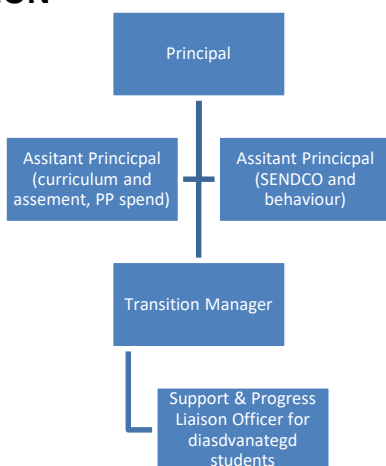 Principal
Assitant Princicpal
(curriculum and
assement, PP spend)
Assitant Princicpal
(SENDCO and
behaviour)
Transition Manager
Support & Progress
Liaison Officer for
diasdvanategd
students